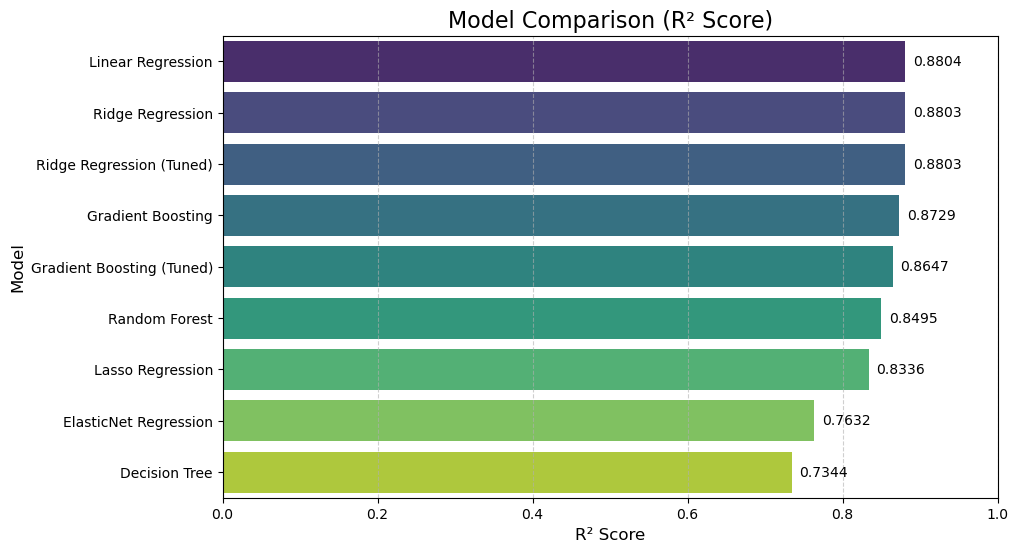 Model Comparison (R² Score)
Linear Regression 0.8804
Ridge Regression 0.8803
Ridge Regression (Tuned) 0.8803
Gradient Boosting 0.8729
Gradient Boosting (Tuned) 0.8647
Random Forest 0.8495
Lasso Regression 0.8336
ElasticNet Regression 0.7632
Decision Tree 0.7344
Model
0.0 0.2 0.4 0.6 0.8 1.0
R² Score